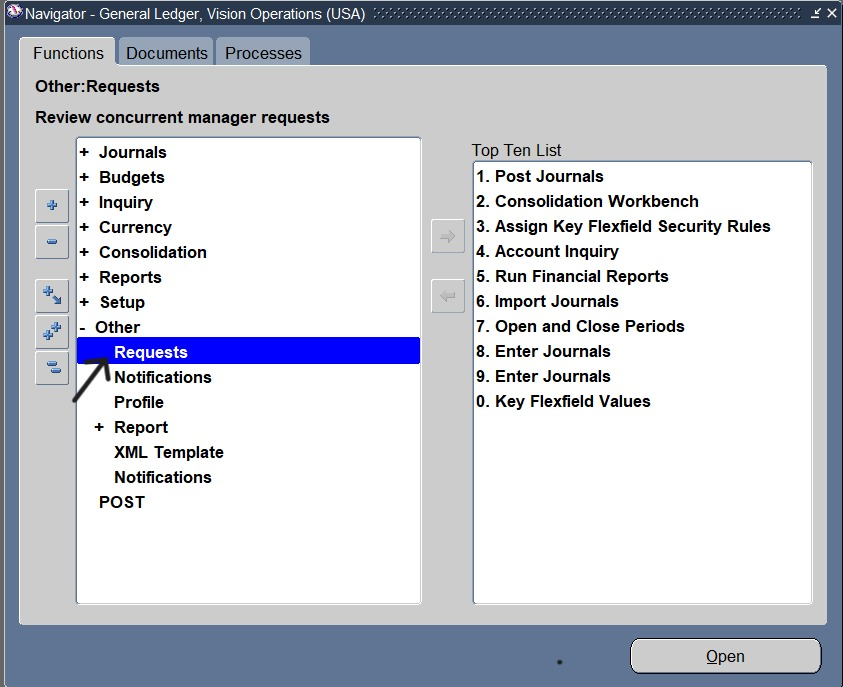 Navigator - General Ledger, Vision Operations (USA)
Functions
Documents
Processes
Other:Requests
Review concurrent manager requests
+ Journals
+ Budgets
+ Inquiry
+ Currency
+ Consolidation
+ Reports
+ Setup
- Other
Requests
Notifications
Profile
+ Report
XML Template
Notifications
POST
Top Ten List
1. Post Journals
2. Consolidation Workbench
3. Assign Key Flexfield Security Rules
4. Account Inquiry
5. Run Financial Reports
6. Import Journals
7. Open and Close Periods
8. Enter Journals
9. Enter Journals
0. Key Flexfield Values
Open